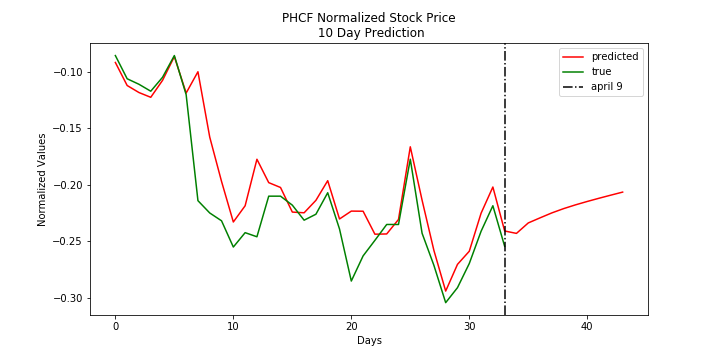 PHCF Normalized Stock Price
10 Day Prediction
predicted
true
april 9
Normalized Values
−0.10
−0.15
−0.20
−0.25
−0.30
0
10
20
30
40
Days